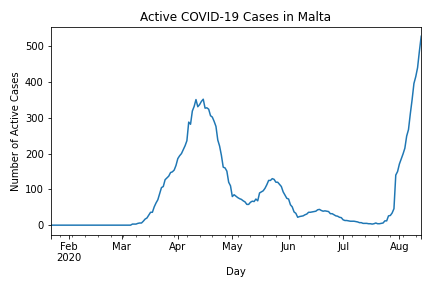 Active COVID-19 Cases in Malta
Number of Active Cases
500
400
300
200
100
0
Feb Mar Apr May Jun Jul Aug
2020
Day